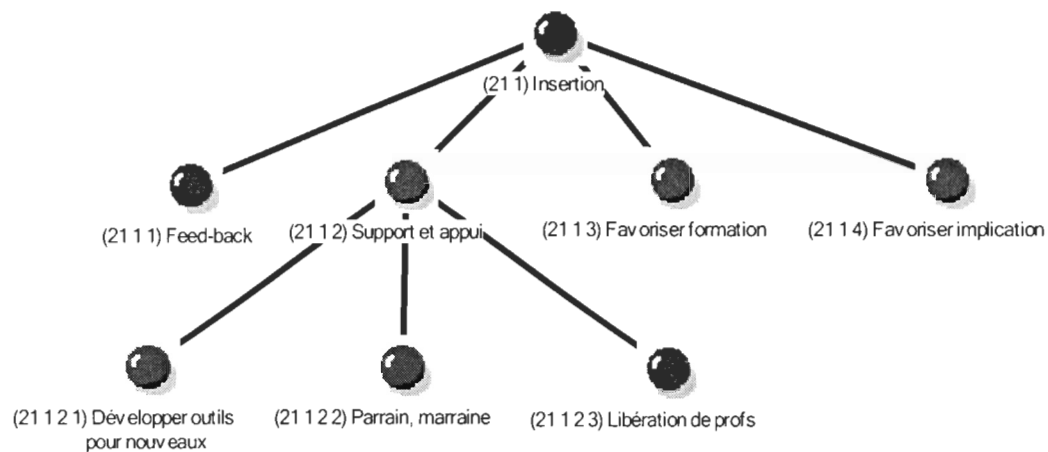 (21 1) Insertion
(21 1 1) Feed-back
(21 1 2) Support et appui
(21 1 3) Favoriser formation
(21 1 4) Favoriser implication
(21 1 2 1) Développer outils
pour nouveaux
(21 1 2 2) Parrain, marraine
(21 1 2 3) Libération de profs